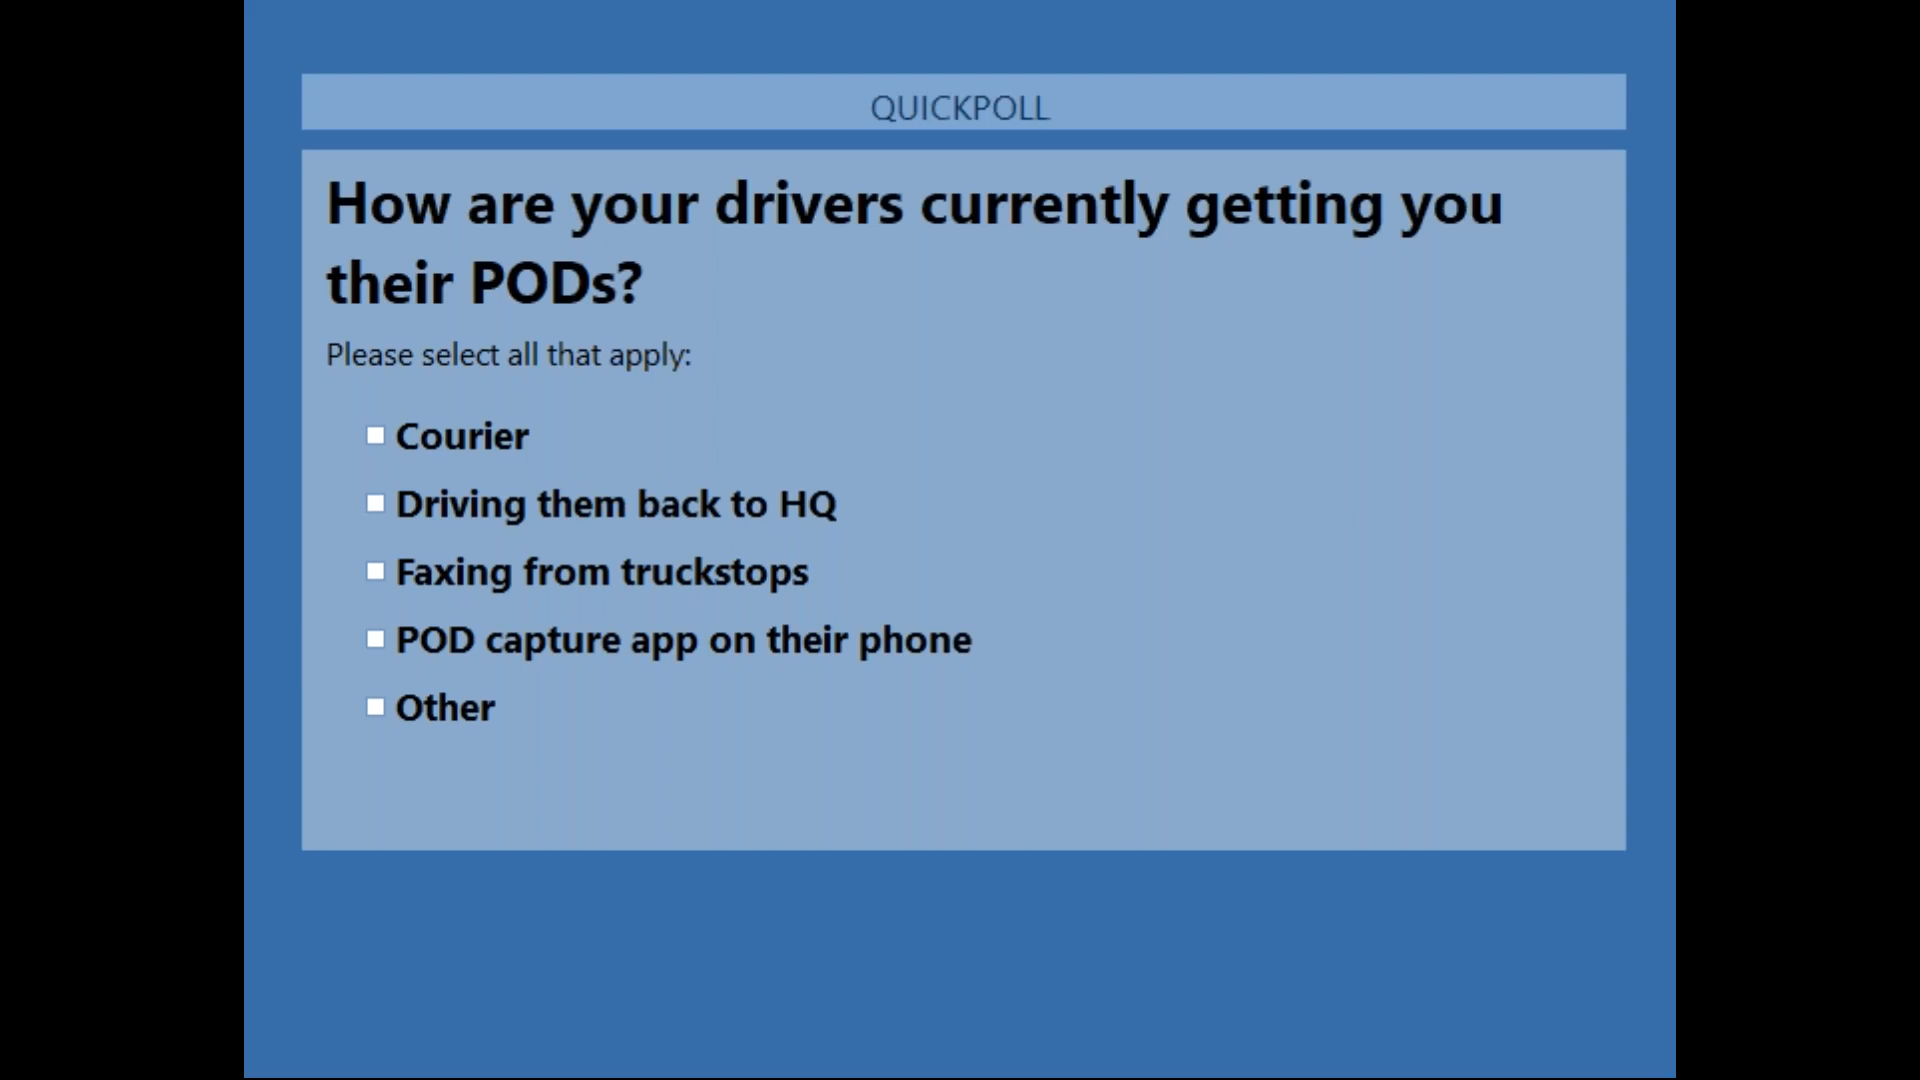 QUICKPOLL
How are your drivers currently getting you
their PODs?
Please select all that apply:
Courier
Driving them back to HQ
Faxing from truckstops
POD capture app on their phone
Other